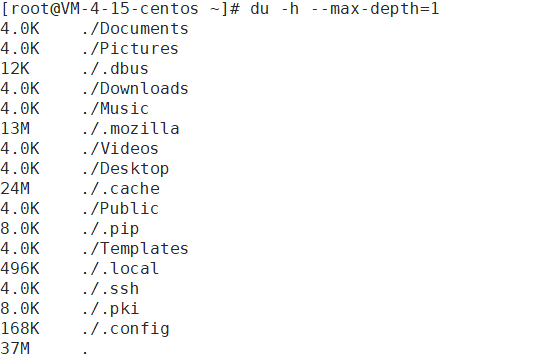 [root@VM-4-15-centos ~]# du -h --max-depth=1
4.0K	./Documents
4.0K	./Pictures
12K	./.dbus
4.0K	./Downloads
4.0K	./Music
13M	./.mozilla
4.0K	./Videos
4.0K	./Desktop
24M	./.cache
4.0K	./Public
8.0K	./.pip
4.0K	./Templates
496K	./.local
4.0K	./.ssh
8.0K	./.pki
168K	./.config
37M	.